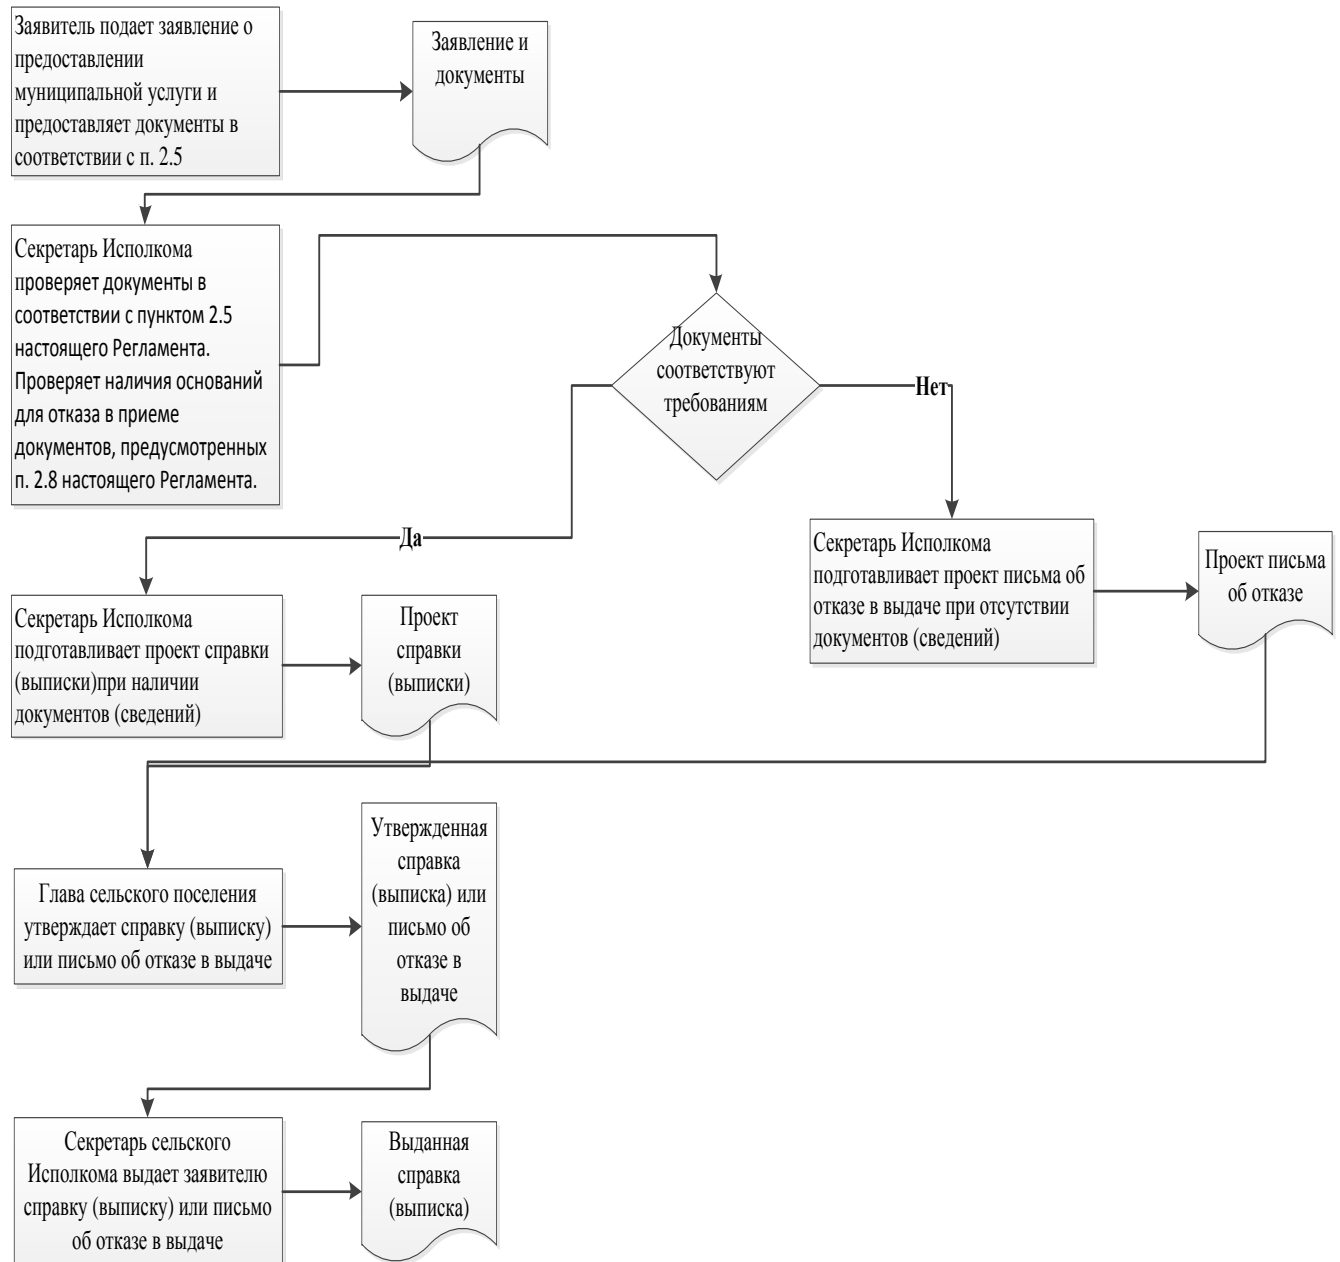 Заявитель подает заявление о
предоставлении
муниципальной услуги и
предоставляет документы в
соответствии с п. 2.5
Заявление и
документы
Секретарь Исполкома
проверяет документы в
соответствии с пунктом 2.5
настоящего Регламента.
Проверяет наличия оснований
для отказа в приеме
документов, предусмотренных
п. 2.8 настоящего Регламента.
Документы
соответствуют
требованиям
Нет
Да
Секретарь Исполкома
подготавливает проект письма об
отказе в выдаче при отсутствии
документов (сведений)
Проект письма
об отказе
Секретарь Исполкома
подготавливает проект справки
(выписки)при наличии
документов (сведений)
Проект
справки
(выписки)
Глава сельского поселения
утверждает справку (выписку)
или письмо об отказе в выдаче
Утвержденная
справка
(выписка) или
письмо об
отказе в
выдаче
Секретарь сельского
Исполкома выдает заявителю
справку (выписку) или письмо
об отказе в выдаче
Выданная
справка
(выписка)